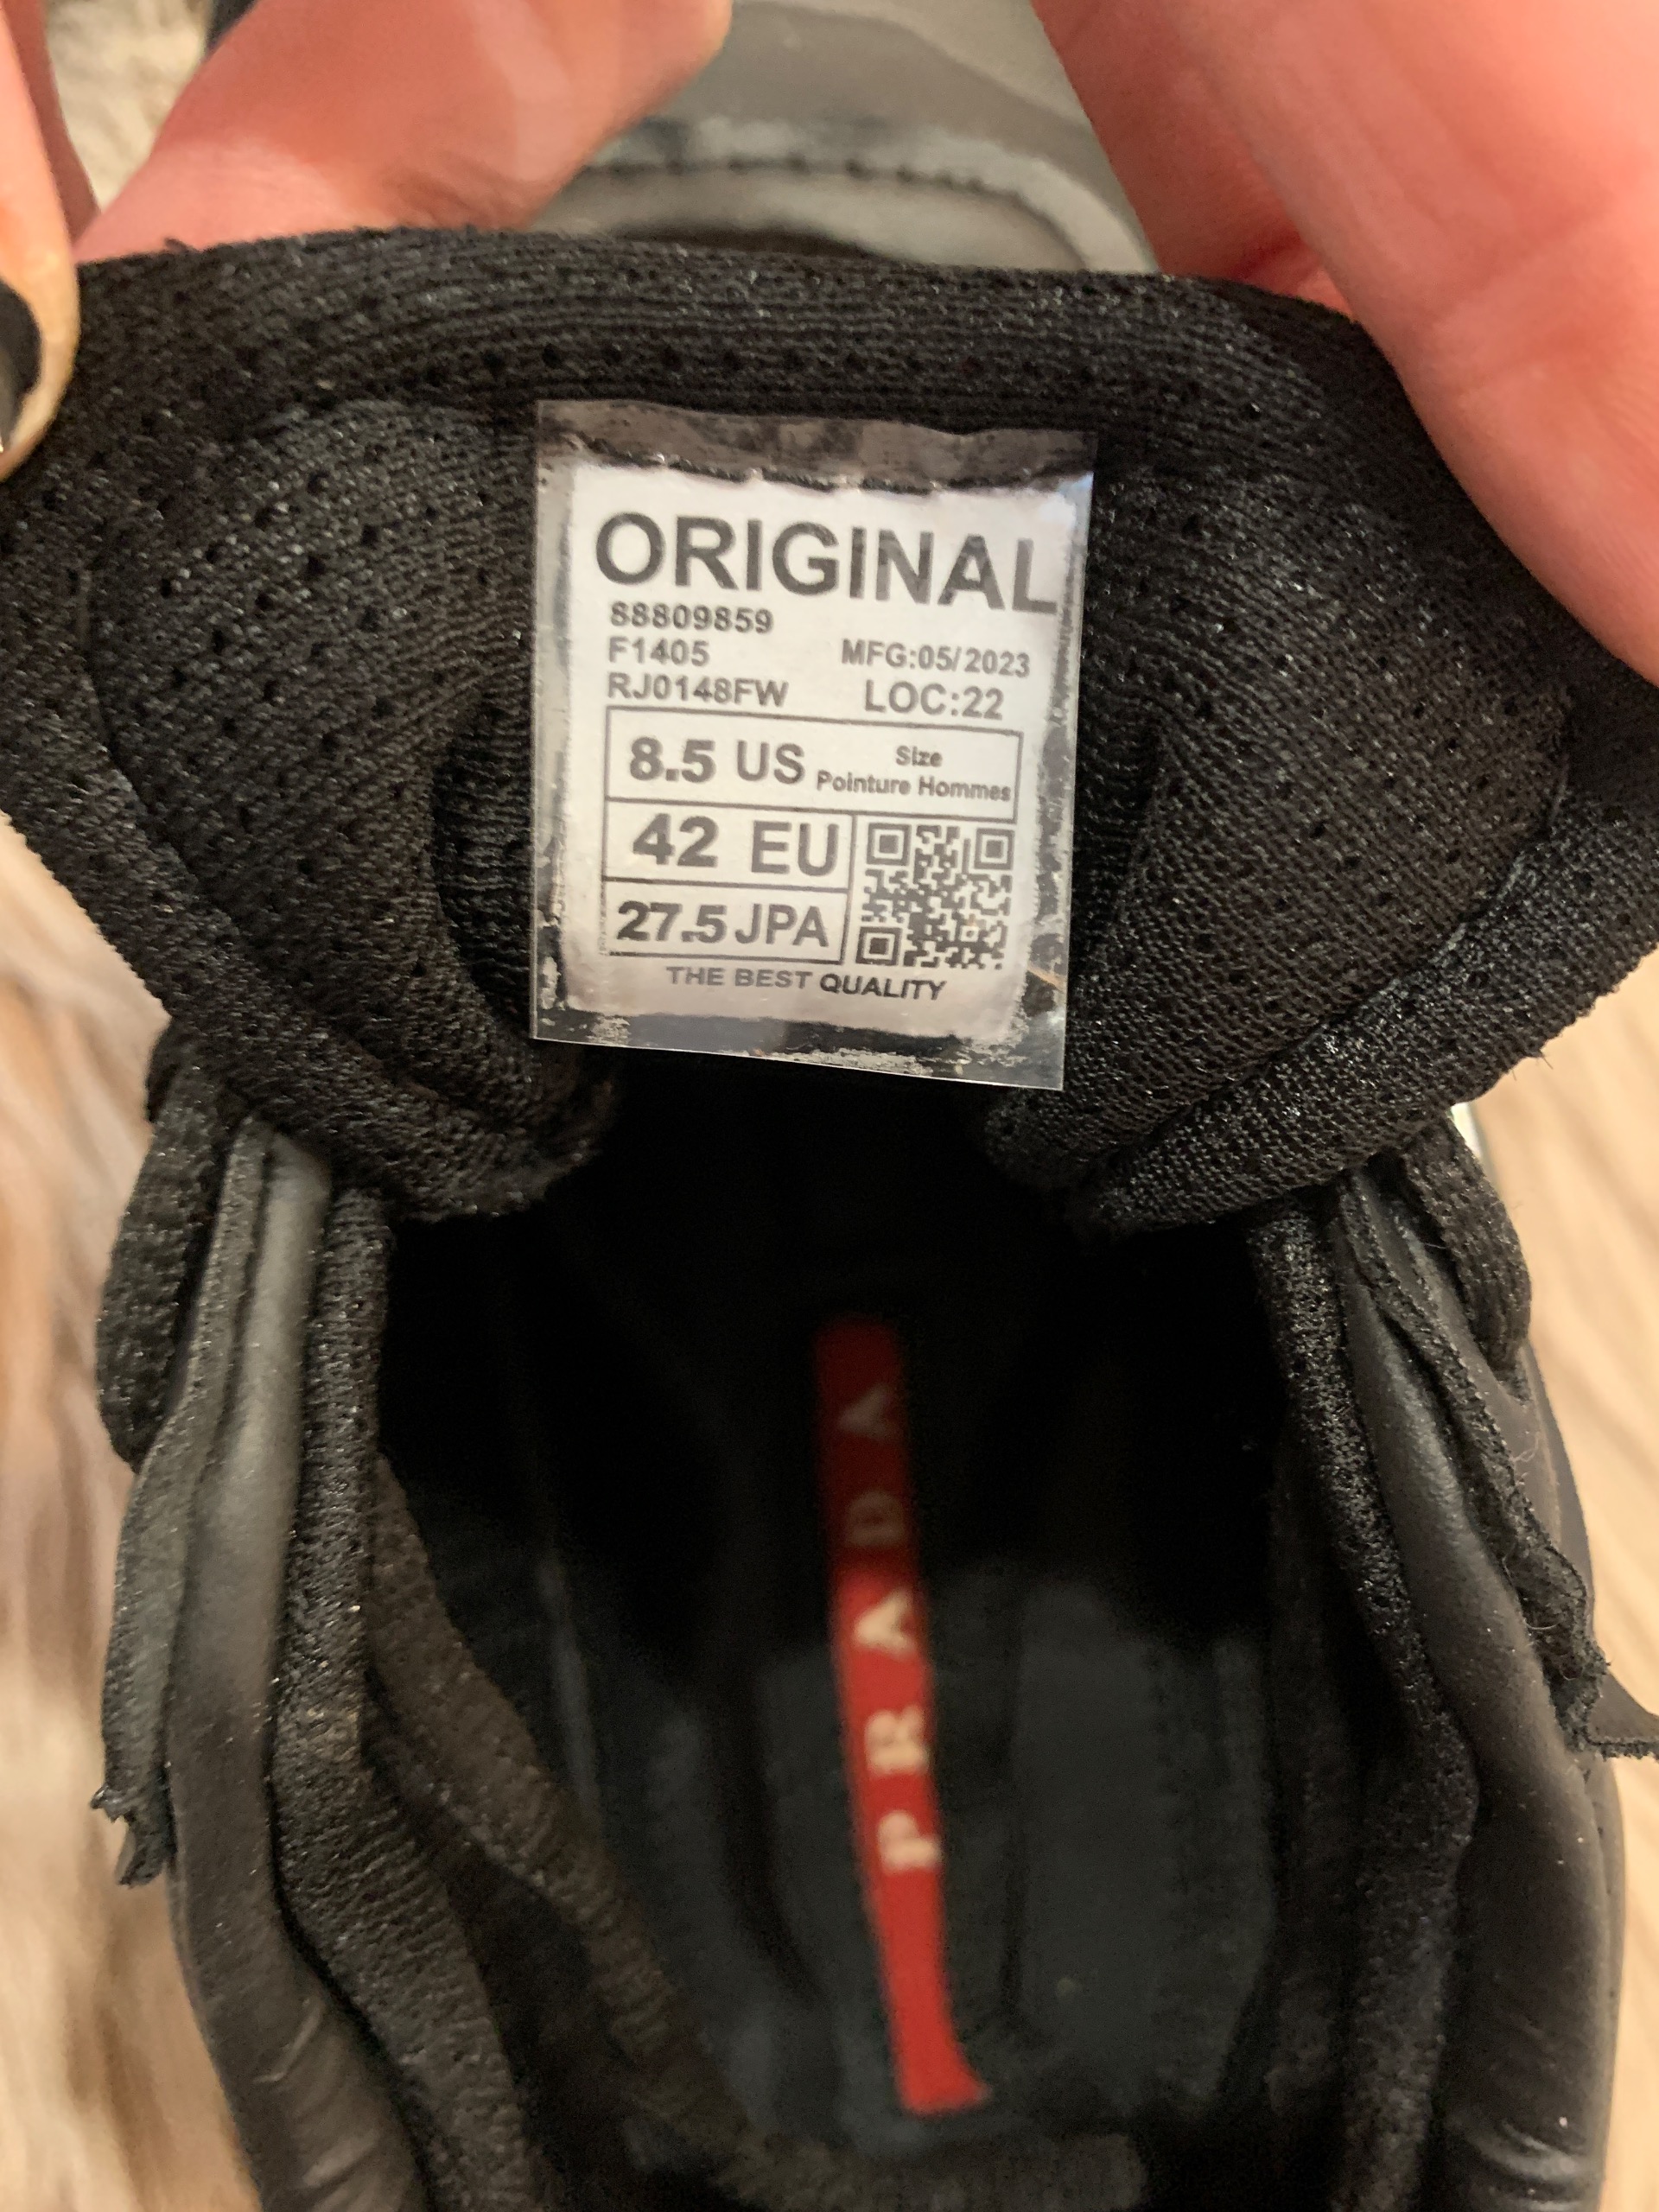 ORIGINAL
88809859
F1405 MFG:05/2023
RJ0148FW LOC:22
8.5 US Size
Pointure Hommes
42 EU
27.5 JPA
THE BEST QUALITY
PRADA